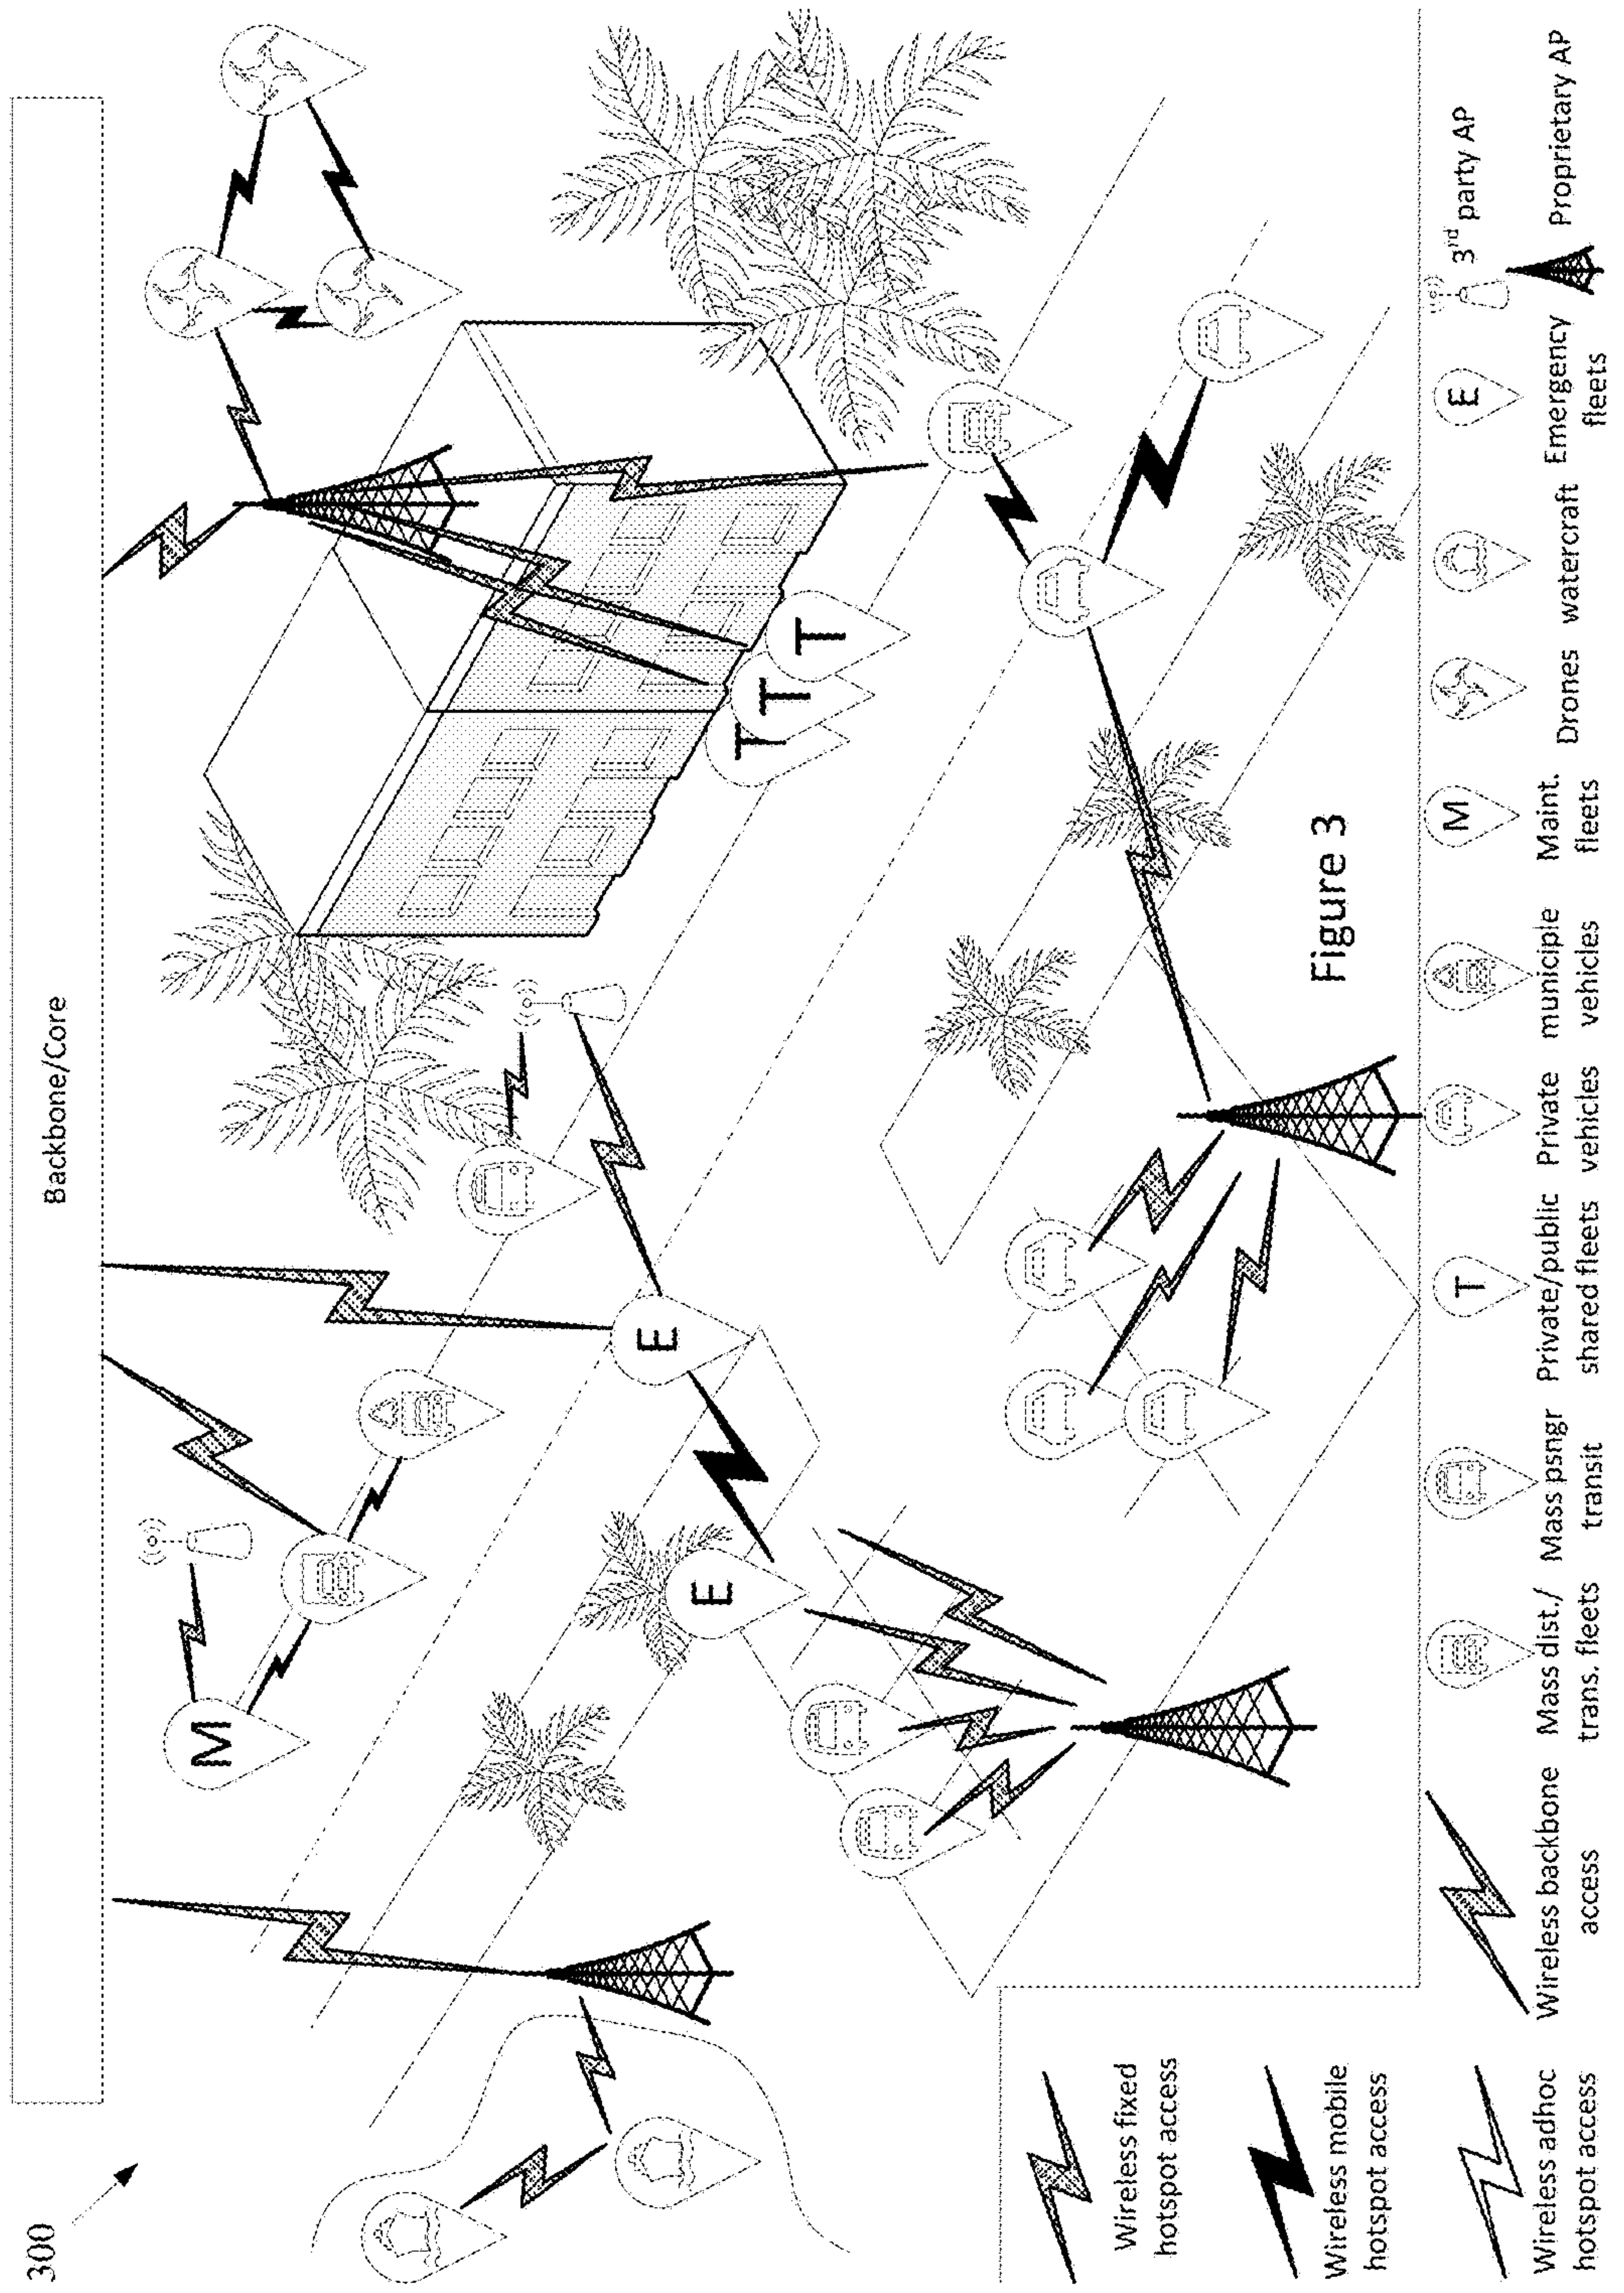 300
Backbone/Core
M
E
E
T
T
T
Figure 3
Wireless fixed
hotspot access
Wireless mobile
hotspot access
Wireless adhoc
hotspot access
Wireless backbone
access
Mass dist./
trans. fleets
Mass psngr
transit
T
Private/public
shared fleets
Private
vehicles
municiple
vehicles
M
Maint.
fleets
Drones
watercraft
E
Emergency
fleets
3rd party AP
Proprietary AP